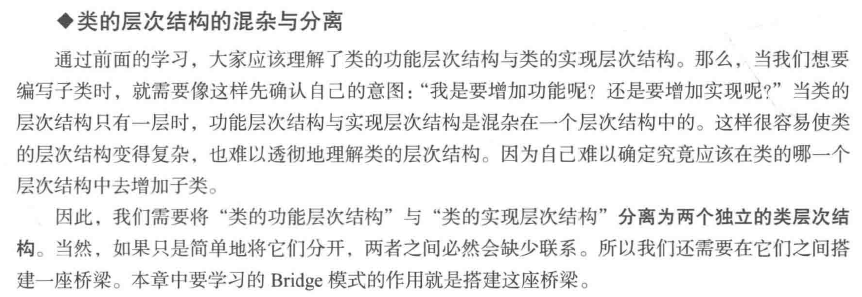 ◆类的层次结构的混杂与分离
通过前面的学习，大家应该理解了类的功能层次结构与类的实现层次结构。那么，当我们想要
编写子类时，就需要像这样先确认自己的意图：“我是要增加功能呢？还是要增加实现呢?”当类的
层次结构只有一层时，功能层次结构与实现层次结构是混杂在一个层次结构中的。这样很容易使类
的层次结构变得复杂，也难以透彻地理解类的层次结构。因为自己难以确定究竟应该在类的哪一个
层次结构中去增加子类。
因此，我们需要将“类的功能层次结构”与“类的实现层次结构”分离为两个独立的类层次结
构。当然，如果只是简单地将它们分开，两者之间必然会缺少联系。所以我们还需要在它们之间搭
建一座桥梁。本章中要学习的 Bridge 模式的作用就是搭建这座桥梁。